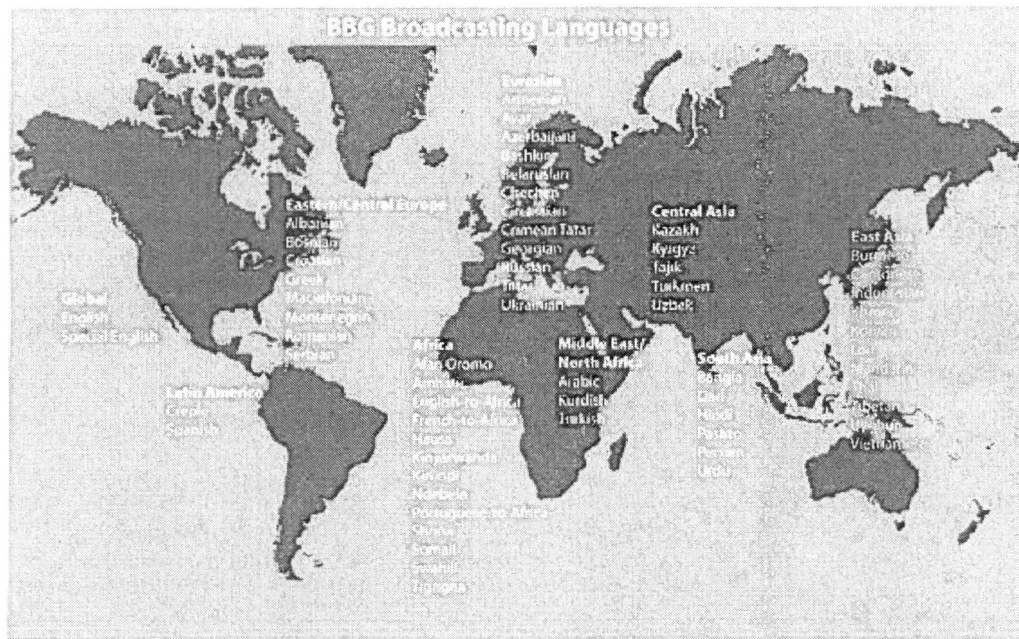 BBG Broadcasting Languages
Global
English
Special English
Eastern/Central Europe
Albanian
Bosnian
Croatian
Greek
Macedonian
Montenegrin
Romanian
Serbian
Latin America
Creole
Spanish
Eurasian
Armenian
Avar
Azerbaijani
Bashkir
Belarusian
Chechen
Circassian
Crimean Tatar
Georgian
Russian
Tatar
Ukrainian
Africa
Afan Oromo
Amharic
English-to-Africa
French-to-Africa
Hausa
Kinyarwanda
Ndebele
Portuguese-to-Africa
Shona
Somali
Swahili
Tigrigna
Middle East/
North Africa
Arabic
Kurdish
Turkish
Central Asia
Kazakh
Kyrgyz
Tajik
Turkmen
Uzbek
South Asia
Bangla
Dari
Hindi
Pashto
Persian
Urdu
East Asia
Burmese
Indonesian
Khmer
Korean
Lao
Mandarin
Tibetan
Vietnamese